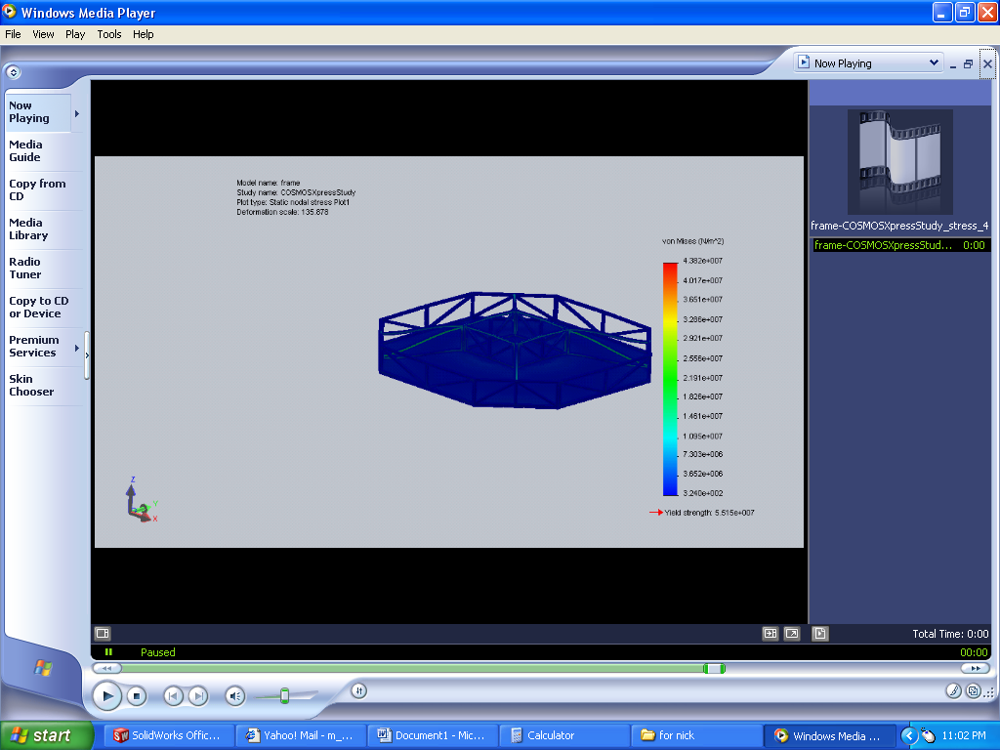 Windows Media Player
File View Play Tools Help
Now Playing
Now
Playing
Media
Guide
Copy from
CD
Media
Library
Radio
Tuner
Copy to CD
or Device
Premium
Services
Skin
Chooser
Model name: frame
Study name: COSMOSXpressStudy
Plot type: Static nodal stress Plot1
Deformation scale: 135.878
von Mises (N/m^2)
4.382e+007
4.017e+007
3.651e+007
3.286e+007
2.921e+007
2.556e+007
2.191e+007
1.826e+007
1.461e+007
1.095e+007
7.303e+006
3.652e+006
3.240e+002
Yield strength: 5.515e+007
Z
Y
X
frame-COSMOSXpressStudy_stress_4
frame-COSMOSXpressStud... 0:00
Total Time: 0:00
Paused 00:00
start SolidWorks Offic... Yahoo! Mail - m_... Document1 - Mic... Calculator for nick Windows Media ... 11:02 PM